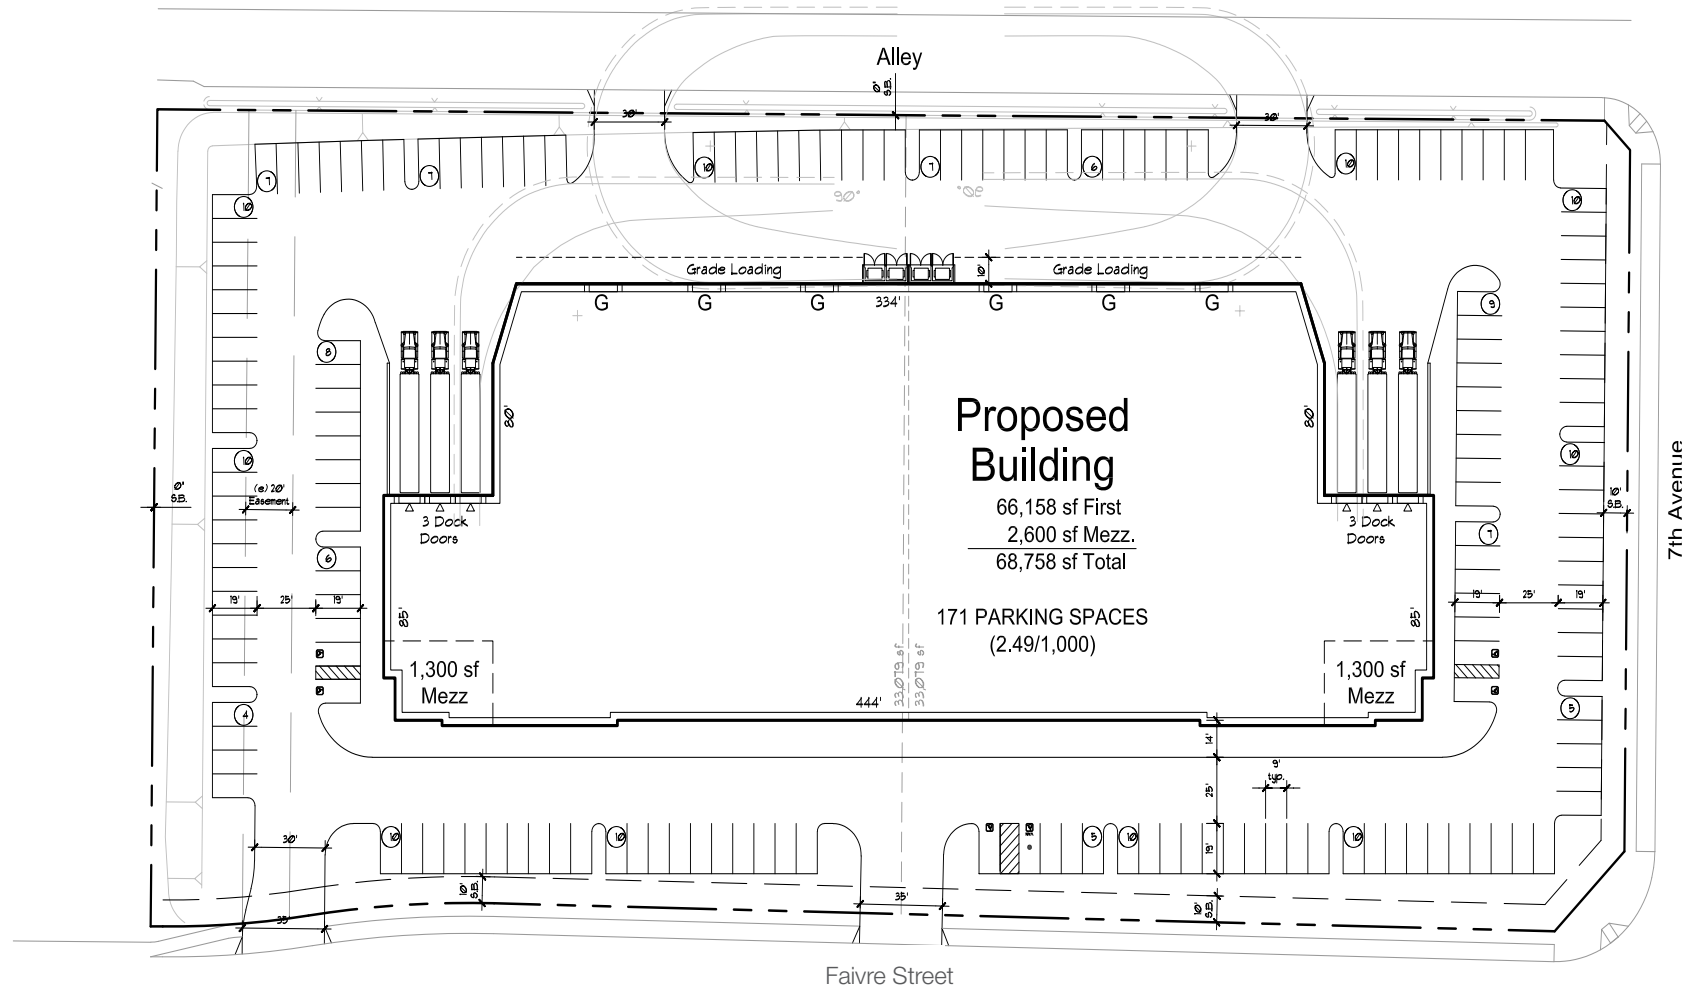 Alley
0'
S.B.
30'
30'
7
7
10
7
6
10
10
10
90.
90.
Grade Loading
10'
Grade Loading
G
G
G
334'
G
G
G
9
8
80'
Proposed
Building
80'
66,158 sf First
2,600 sf Mezz.
68,758 sf Total
10
10
0'
S.B.
(e) 20'
Easement
3 Dock
Doors
3 Dock
Doors
10'
S.B.
7th Avenue
7
6
19'
25'
19'
19'
25'
19'
85'
171 PARKING SPACES
(2.49/1,000)
85'
33,079 sf
33,079 sf
1,300 sf
Mezz
1,300 sf
Mezz
444'
4
5
14'
9'
typ.
25'
30'
10
10
5
10
10
19'
10'
S.B.
35'
35'
10'
S.B.
Faivre Street